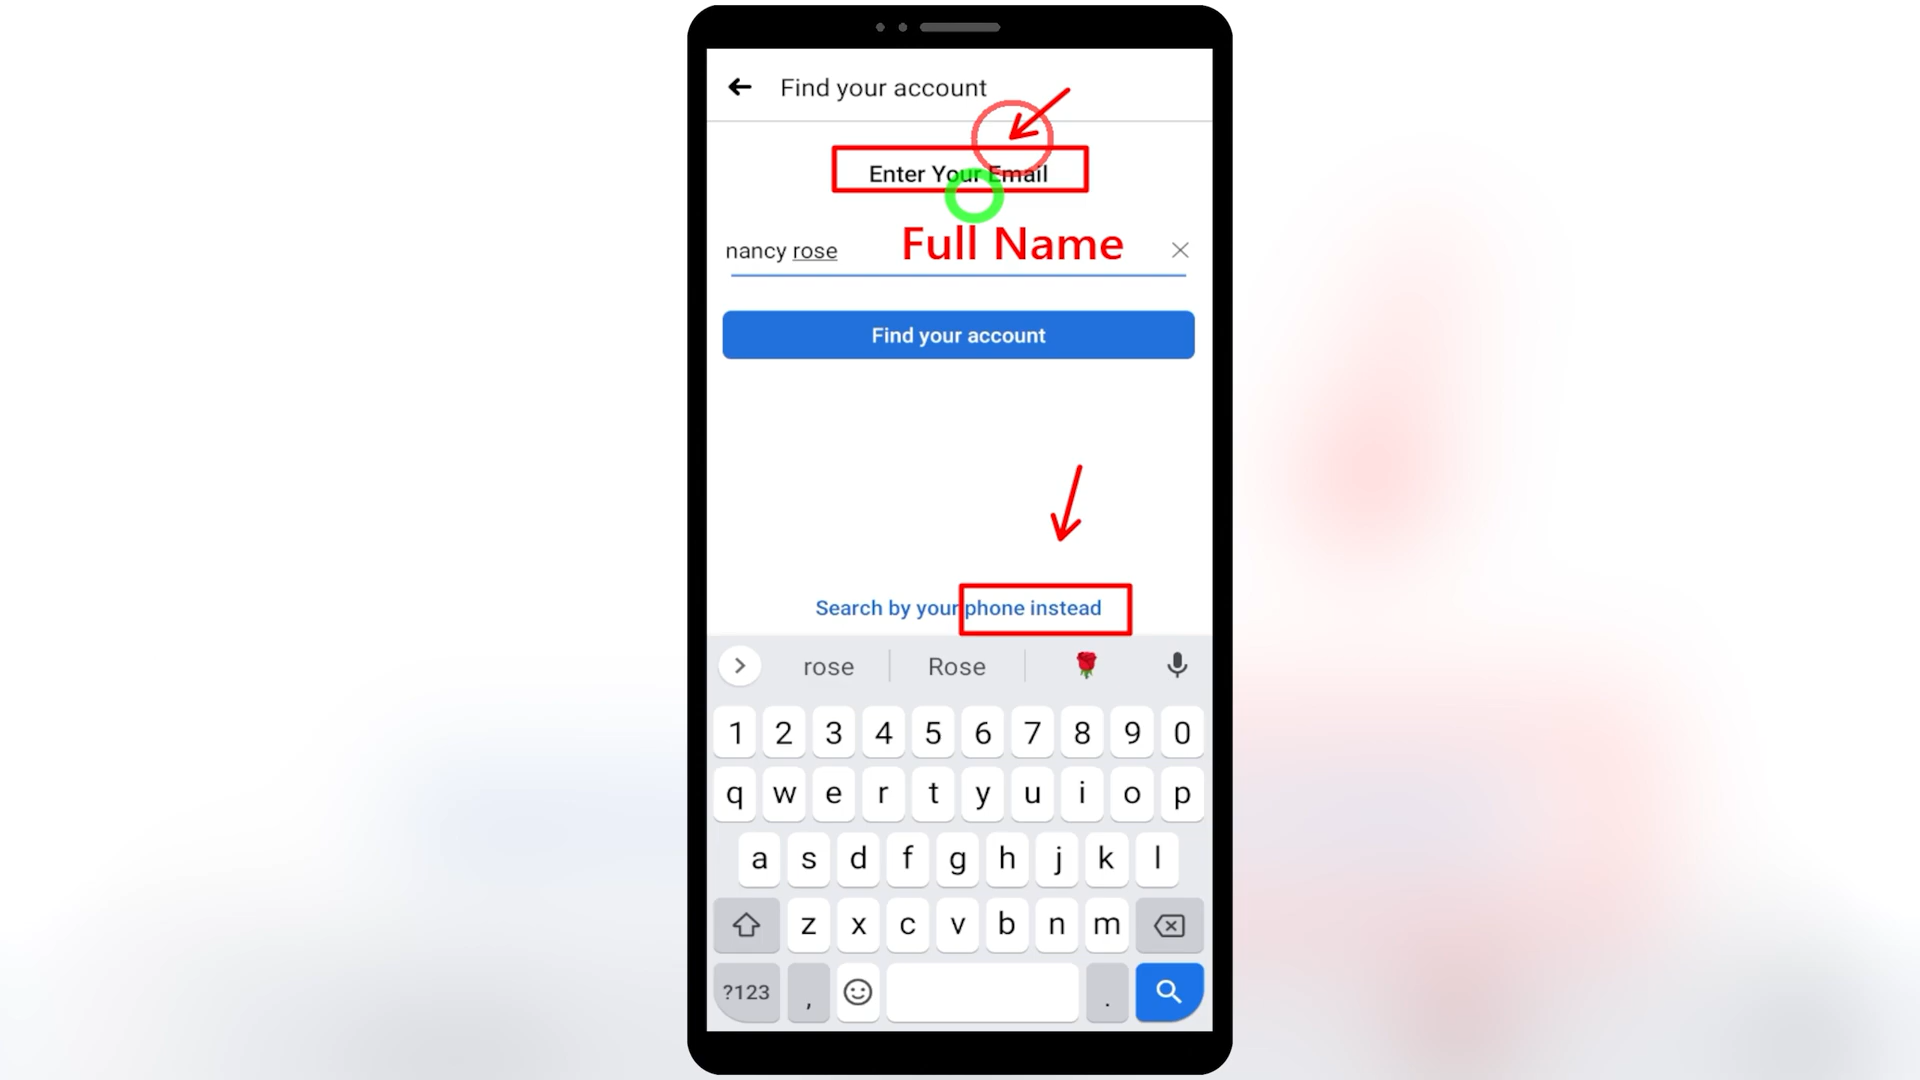 Find your account
Enter Your Email
nancy rose
Full Name
Find your account
Search by your phone instead
rose Rose
1 2 3 4 5 6 7 8 9 0
q w e r t y u i o p
a s d f g h j k l
z x c v b n m
?123 , .